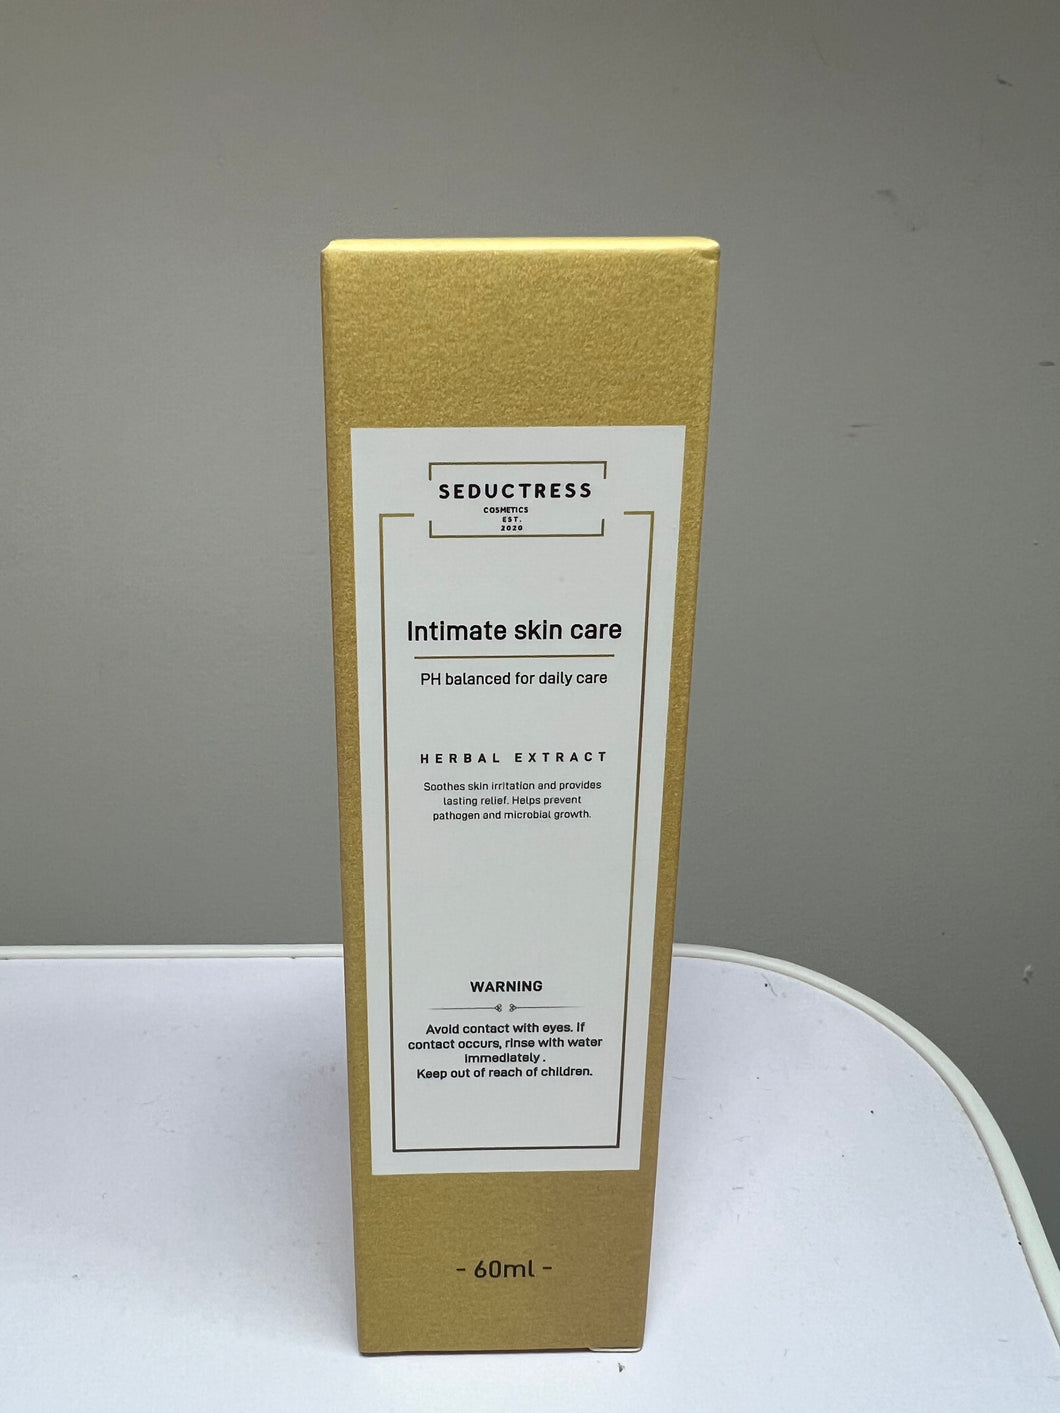 SEDUCTRESS
COSMETICS
EST.
2020
Intimate skin care
PH balanced for daily care
HERBAL EXTRACT
Soothes skin irritation and provides
lasting relief. Helps prevent
pathogen and microbial growth.
WARNING
Avoid contact with eyes. If
contact occurs, rinse with water
immediately .
Keep out of reach of children.
- 60ml -